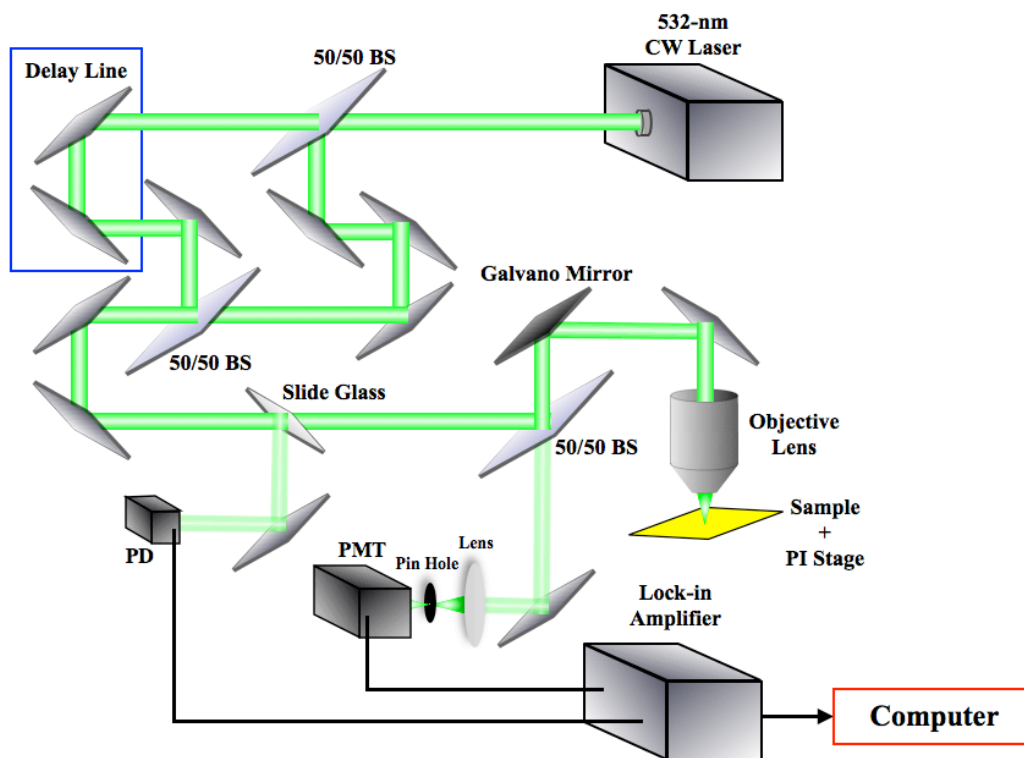 532-nm
CW Laser
50/50 BS
Delay Line
Galvano Mirror
50/50 BS
Slide Glass
50/50 BS
Objective
Lens
Sample
+
PI Stage
PD
PMT
Pin Hole
Lens
Lock-in
Amplifier
Computer